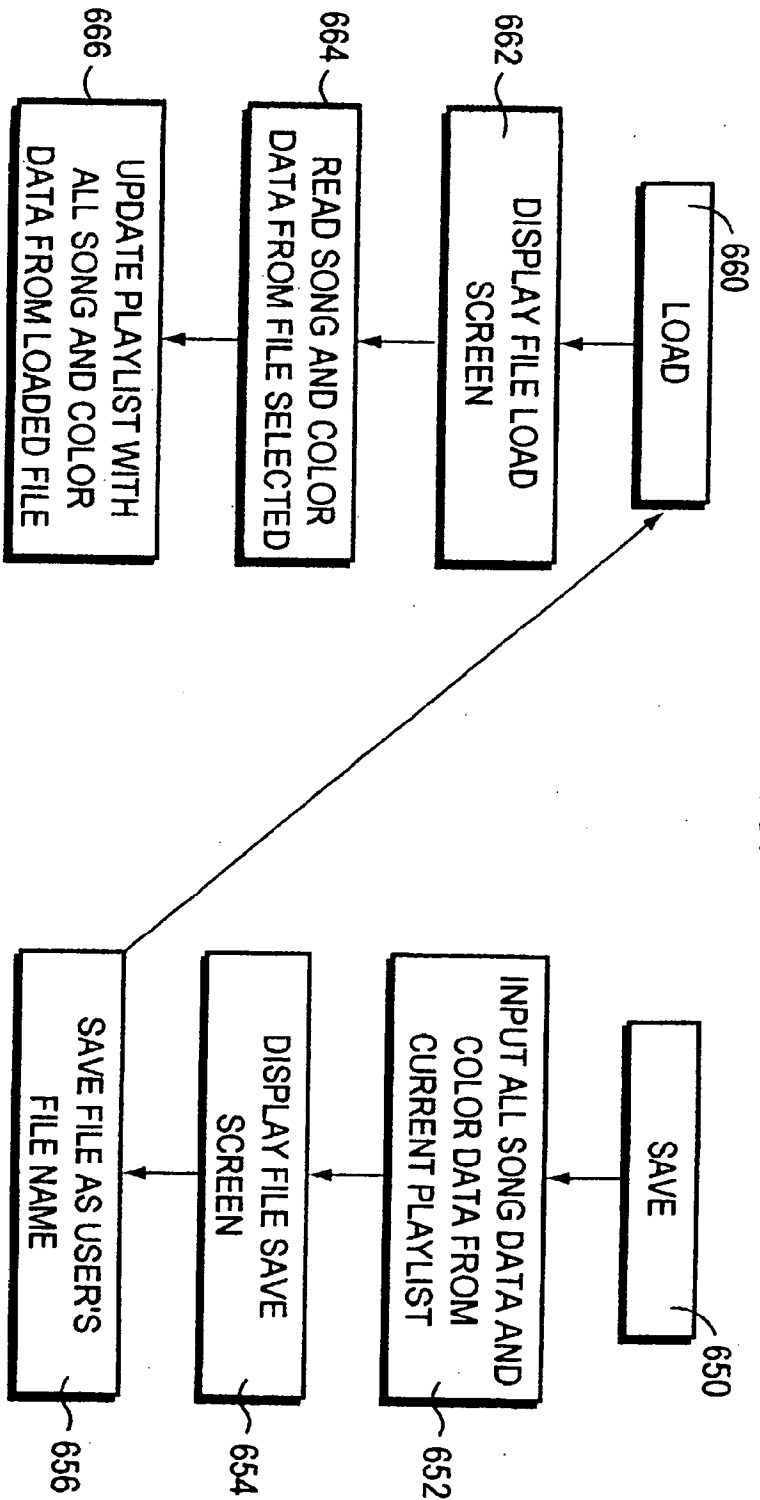 660
LOAD
662
DISPLAY FILE LOAD
SCREEN
664
READ SONG AND COLOR
DATA FROM FILE SELECTED
666
UPDATE PLAYLIST WITH
ALL SONG AND COLOR
DATA FROM LOADED FILE
SAVE
650
INPUT ALL SONG DATA AND
COLOR DATA FROM
CURRENT PLAYLIST
652
DISPLAY FILE SAVE
SCREEN
654
SAVE FILE AS USER'S
FILE NAME
656